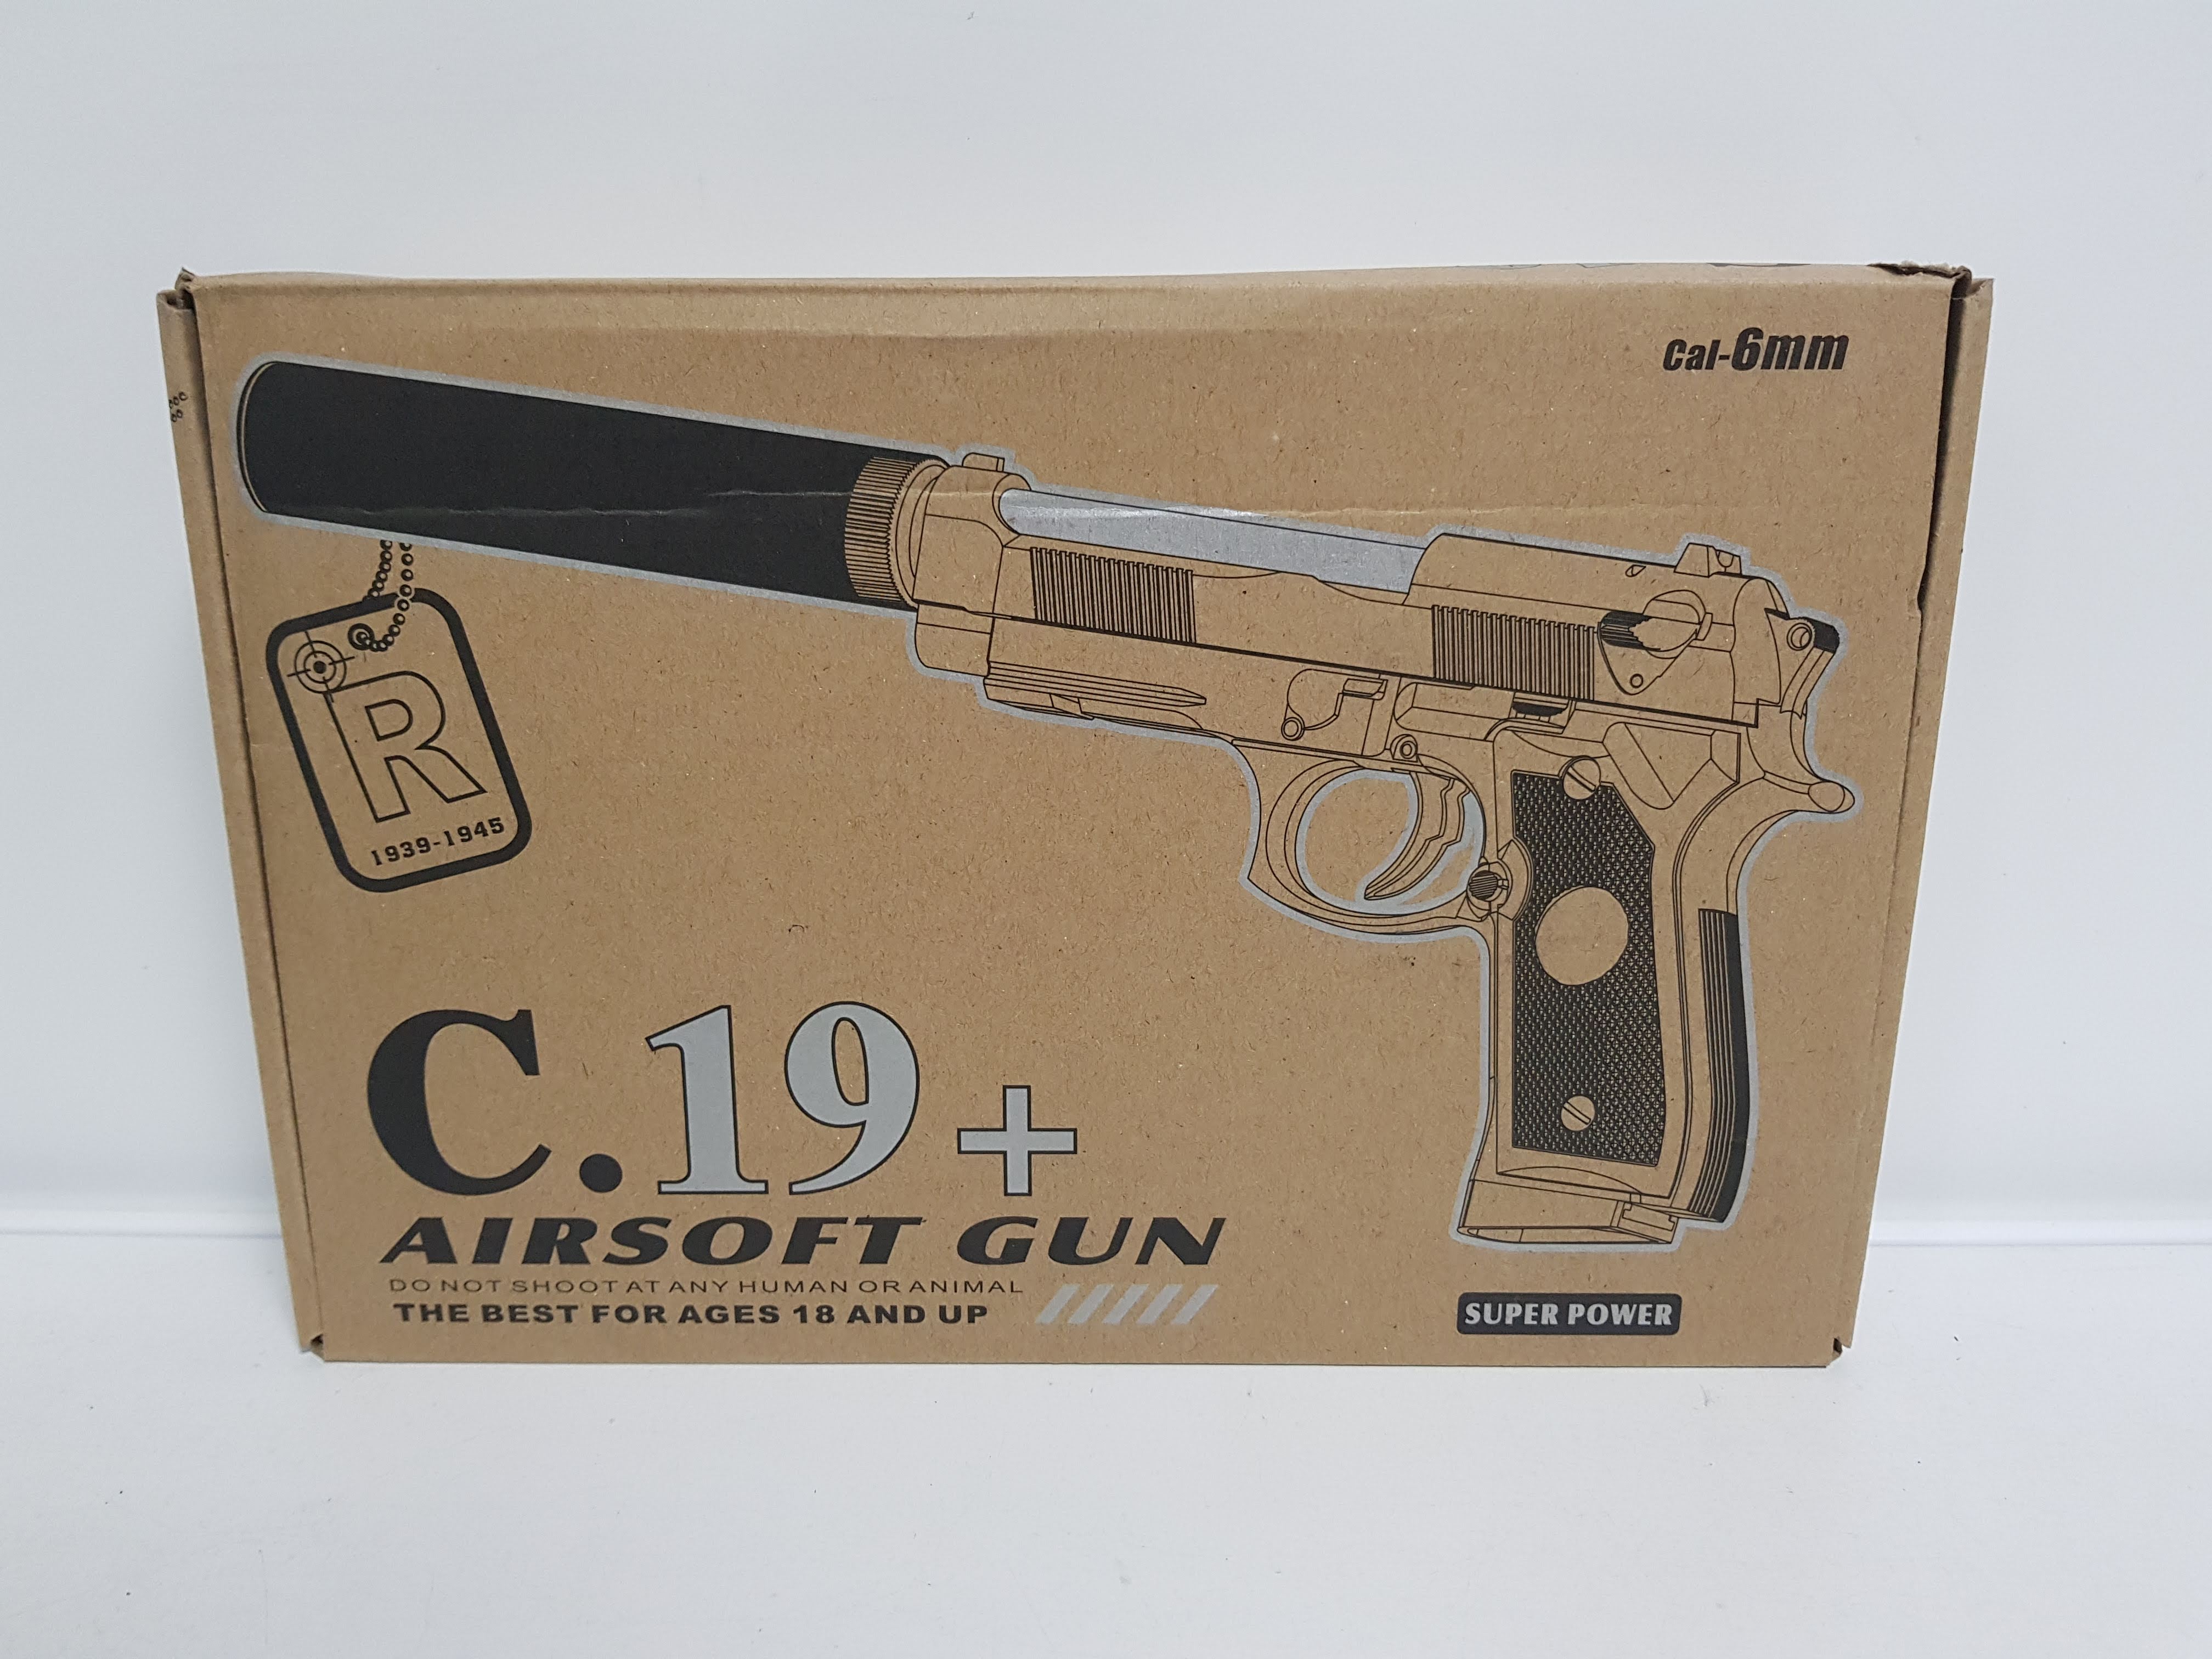 Cal-6mm
R
1939-1945
C.19+
AIRSOFT GUN
DO NOT SHOOT AT ANY HUMAN OR ANIMAL
THE BEST FOR AGES 18 AND UP
SUPER POWER